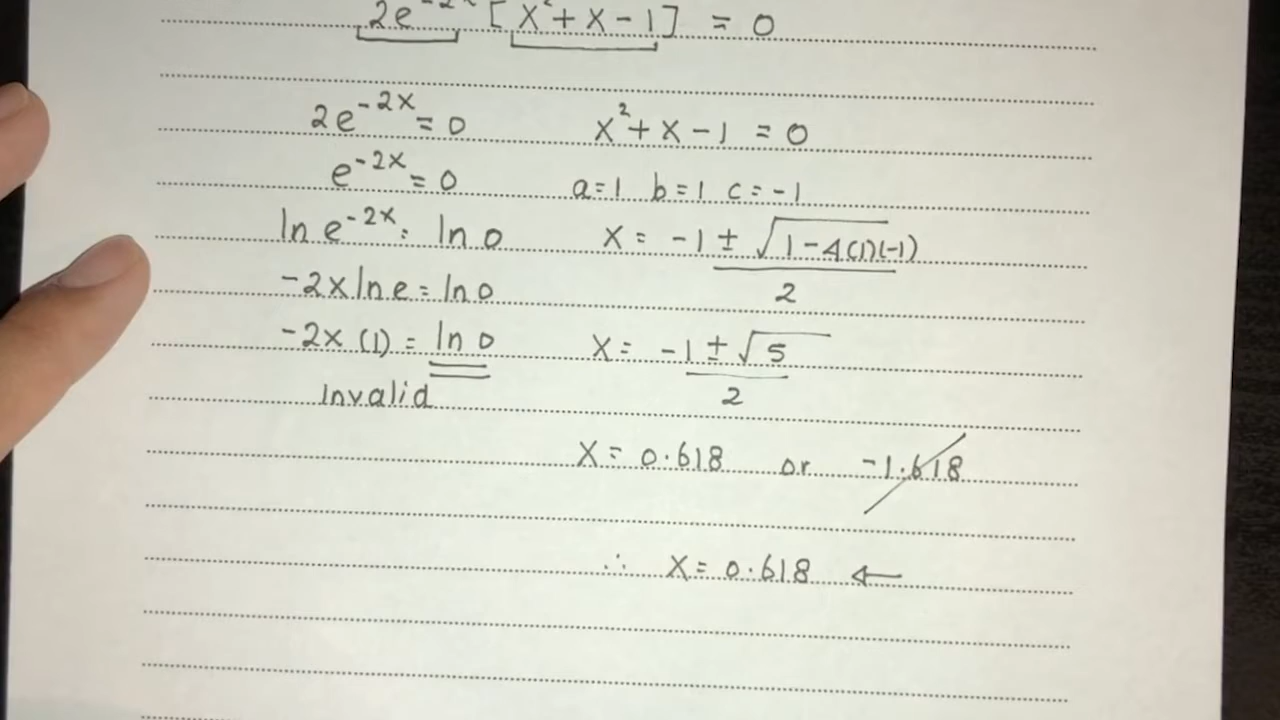 2e^-2x [x²+x-1] = 0
2e^-2x = 0 x²+x-1 = 0
e^-2x = 0 a=1 b=1 c=-1
ln e^-2x = ln 0 x = -1 ± √1-4(1)(-1)
2
-2x ln e = ln 0
-2x (1) = ln 0 x = -1 ± √5
2
Invalid
x = 0.618 or -1.618
∴ x = 0.618 ←